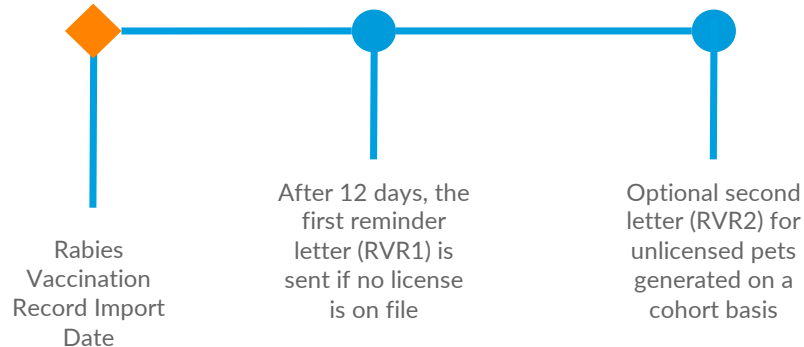 Rabies
Vaccination
Record Import
Date
After 12 days, the
first reminder
letter (RVR1) is
sent if no license
is on file
Optional second
letter (RVR2) for
unlicensed pets
generated on a
cohort basis